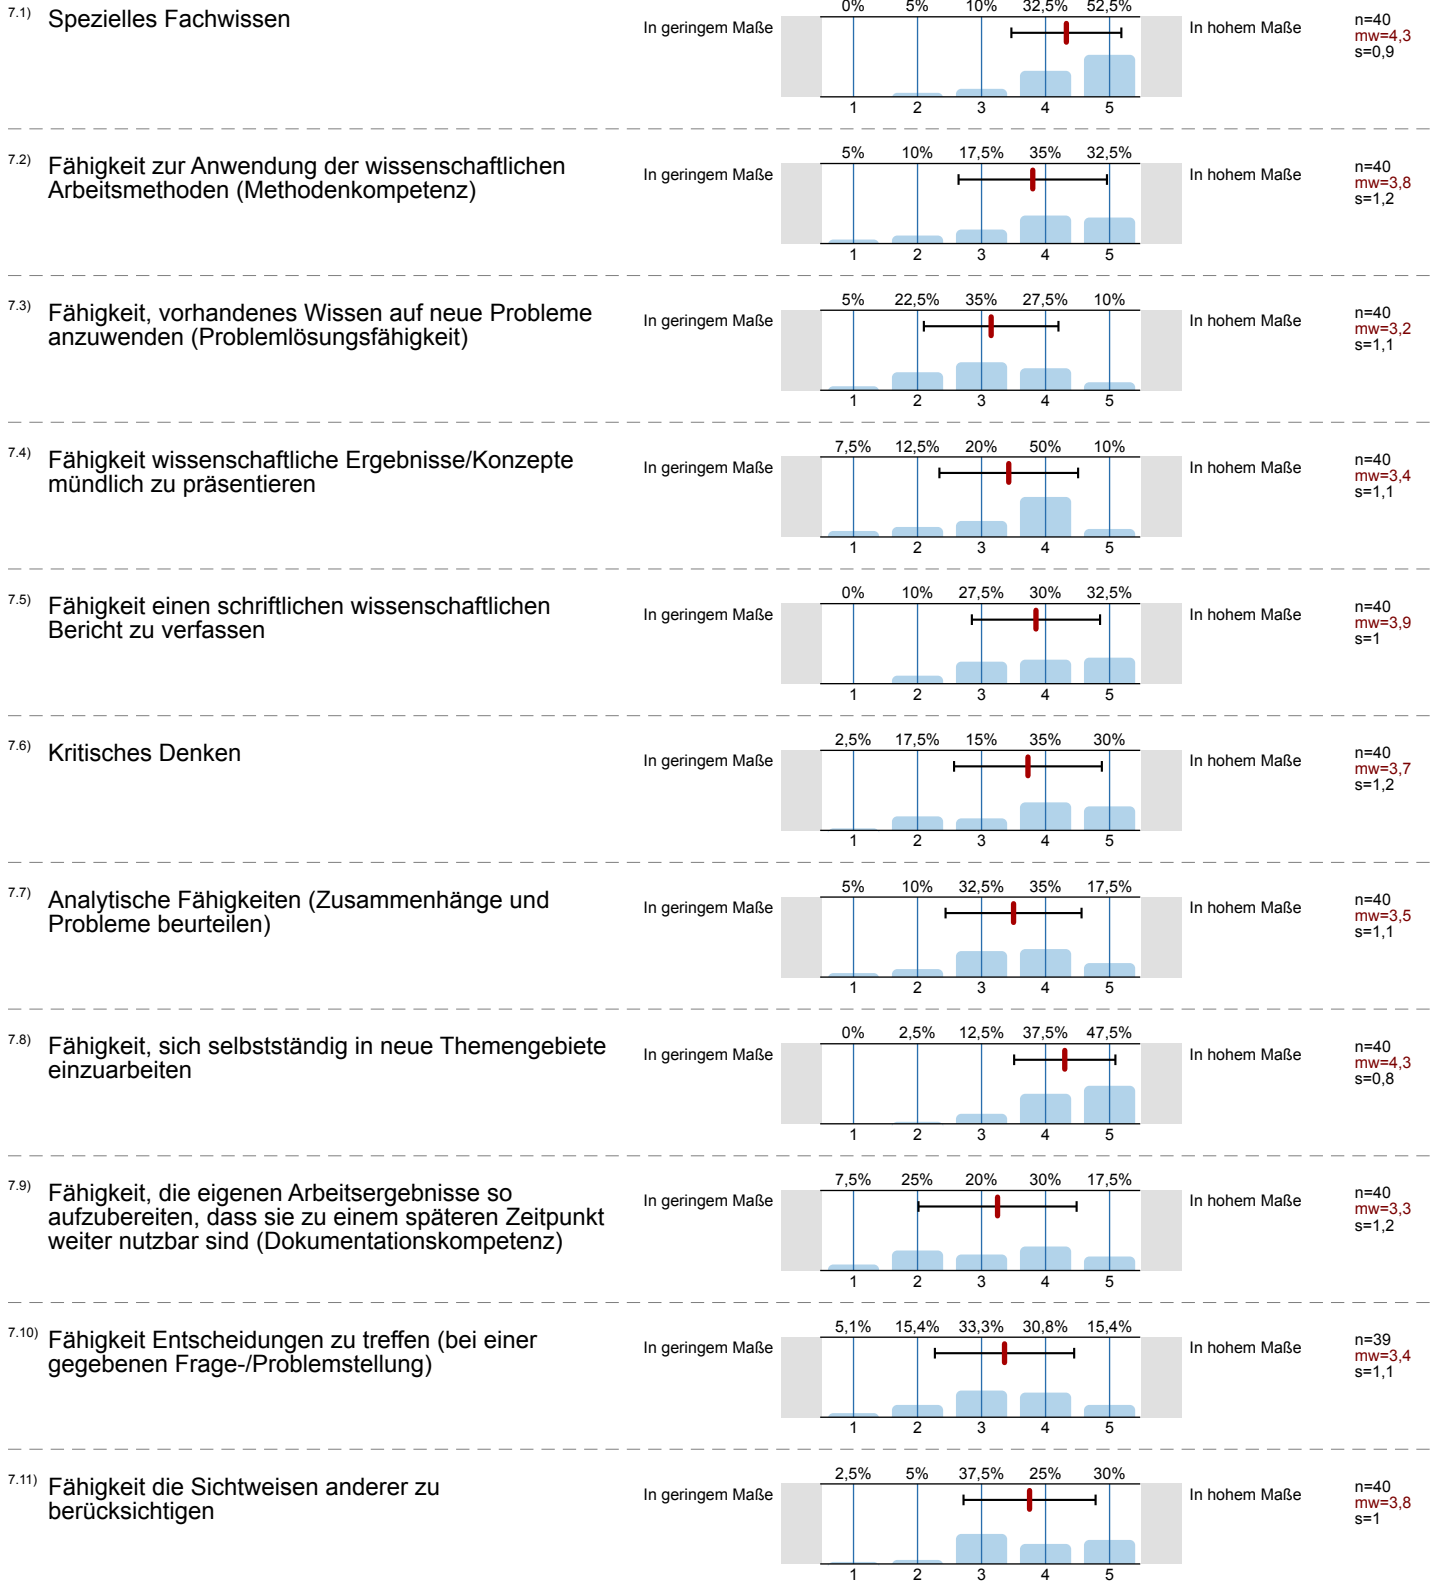 7.1) Spezielles Fachwissen
In geringem Maße
0% 5% 10% 32,5% 52,5%
1 2 3 4 5
In hohem Maße
n=40
mw=4,3
s=0,9
7.2) Fähigkeit zur Anwendung der wissenschaftlichen
Arbeitsmethoden (Methodenkompetenz)
In geringem Maße
5% 10% 17,5% 35% 32,5%
1 2 3 4 5
In hohem Maße
n=40
mw=3,8
s=1,2
7.3) Fähigkeit, vorhandenes Wissen auf neue Probleme
anzuwenden (Problemlösungsfähigkeit)
In geringem Maße
5% 22,5% 35% 27,5% 10%
1 2 3 4 5
In hohem Maße
n=40
mw=3,2
s=1,1
7.4) Fähigkeit wissenschaftliche Ergebnisse/Konzepte
mündlich zu präsentieren
In geringem Maße
7,5% 12,5% 20% 50% 10%
1 2 3 4 5
In hohem Maße
n=40
mw=3,4
s=1,1
7.5) Fähigkeit einen schriftlichen wissenschaftlichen
Bericht zu verfassen
In geringem Maße
0% 10% 27,5% 30% 32,5%
1 2 3 4 5
In hohem Maße
n=40
mw=3,9
s=1
7.6) Kritisches Denken
In geringem Maße
2,5% 17,5% 15% 35% 30%
1 2 3 4 5
In hohem Maße
n=40
mw=3,7
s=1,2
7.7) Analytische Fähigkeiten (Zusammenhänge und
Probleme beurteilen)
In geringem Maße
5% 10% 32,5% 35% 17,5%
1 2 3 4 5
In hohem Maße
n=40
mw=3,5
s=1,1
7.8) Fähigkeit, sich selbstständig in neue Themengebiete
einzuarbeiten
In geringem Maße
0% 2,5% 12,5% 37,5% 47,5%
1 2 3 4 5
In hohem Maße
n=40
mw=4,3
s=0,8
7.9) Fähigkeit, die eigenen Arbeitsergebnisse so
aufzubereiten, dass sie zu einem späteren Zeitpunkt
weiter nutzbar sind (Dokumentationskompetenz)
In geringem Maße
7,5% 25% 20% 30% 17,5%
1 2 3 4 5
In hohem Maße
n=40
mw=3,3
s=1,2
7.10) Fähigkeit Entscheidungen zu treffen (bei einer
gegebenen Frage-/Problemstellung)
In geringem Maße
5,1% 15,4% 33,3% 30,8% 15,4%
1 2 3 4 5
In hohem Maße
n=39
mw=3,4
s=1,1
7.11) Fähigkeit die Sichtweisen anderer zu
berücksichtigen
In geringem Maße
2,5% 5% 37,5% 25% 30%
1 2 3 4 5
In hohem Maße
n=40
mw=3,8
s=1